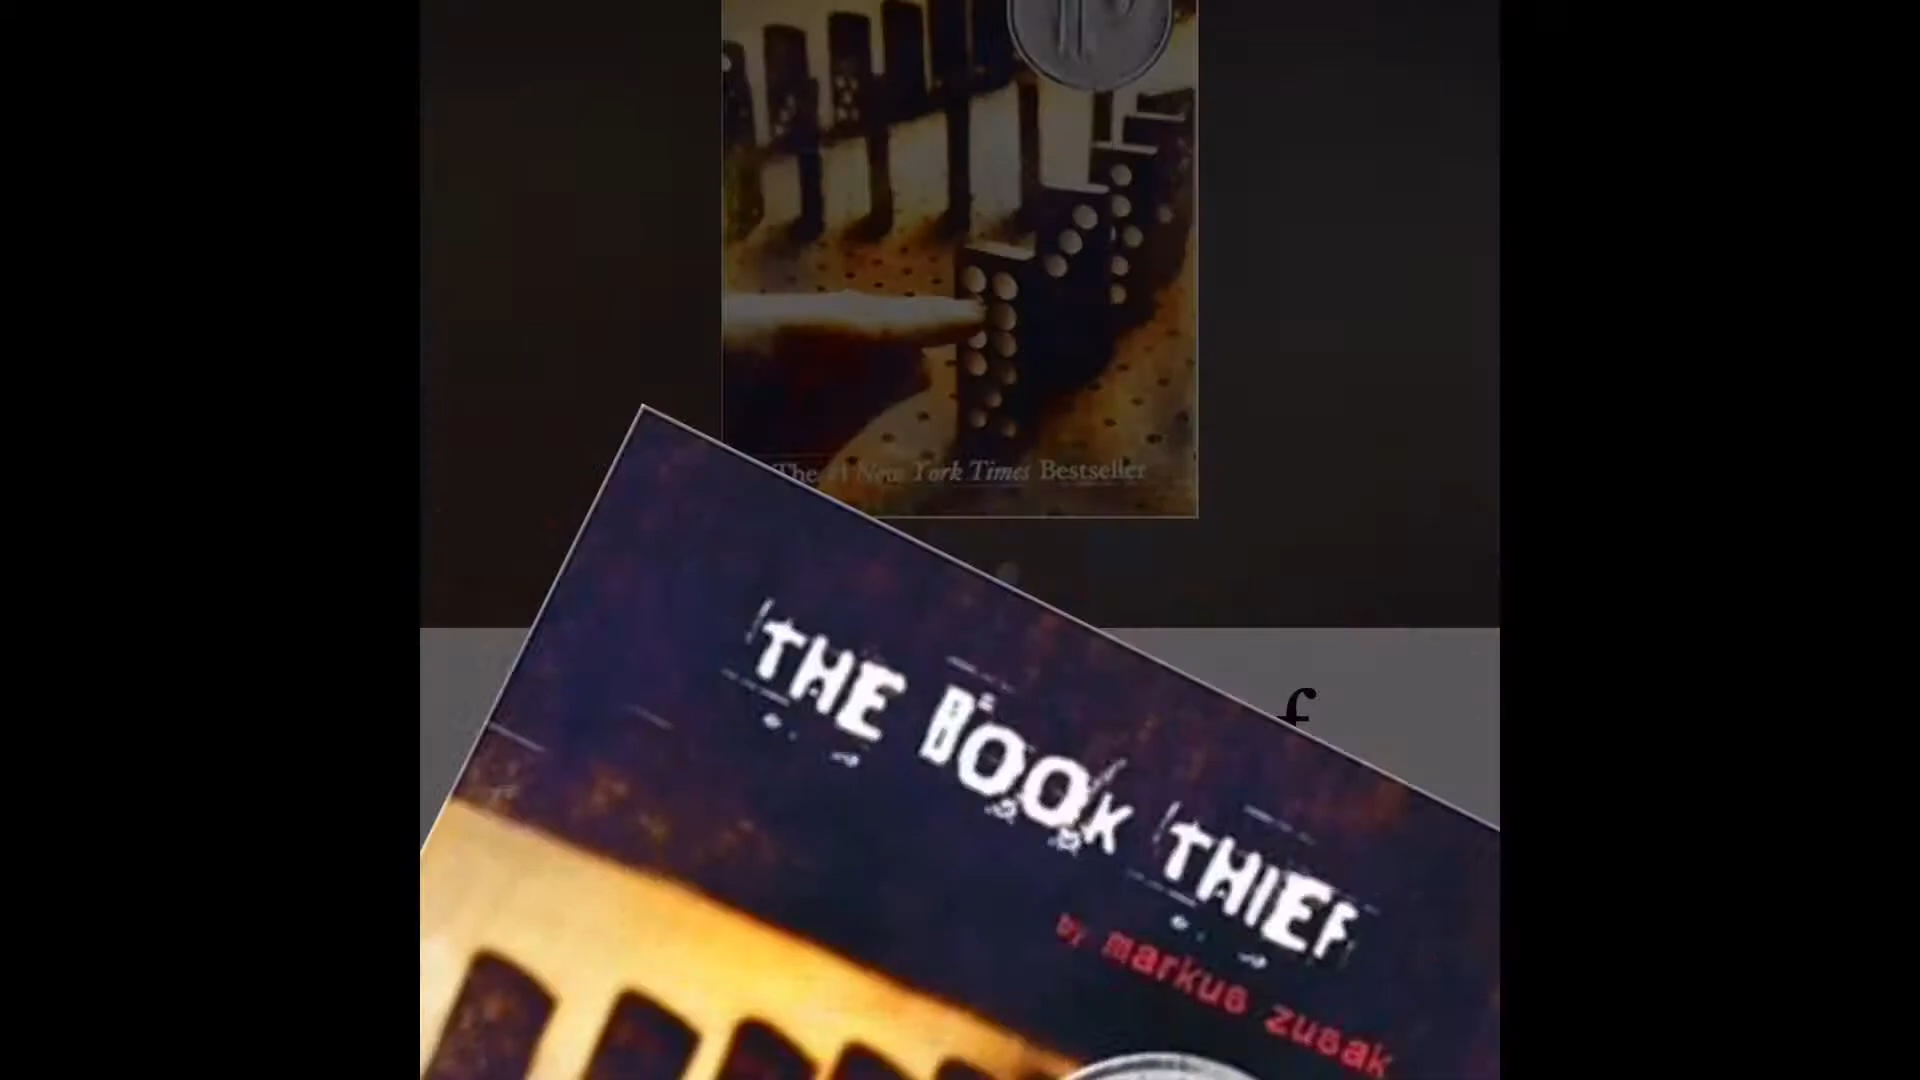 The #1 New York Times Bestseller
f
THE BOOK THIEF
by markus zusak